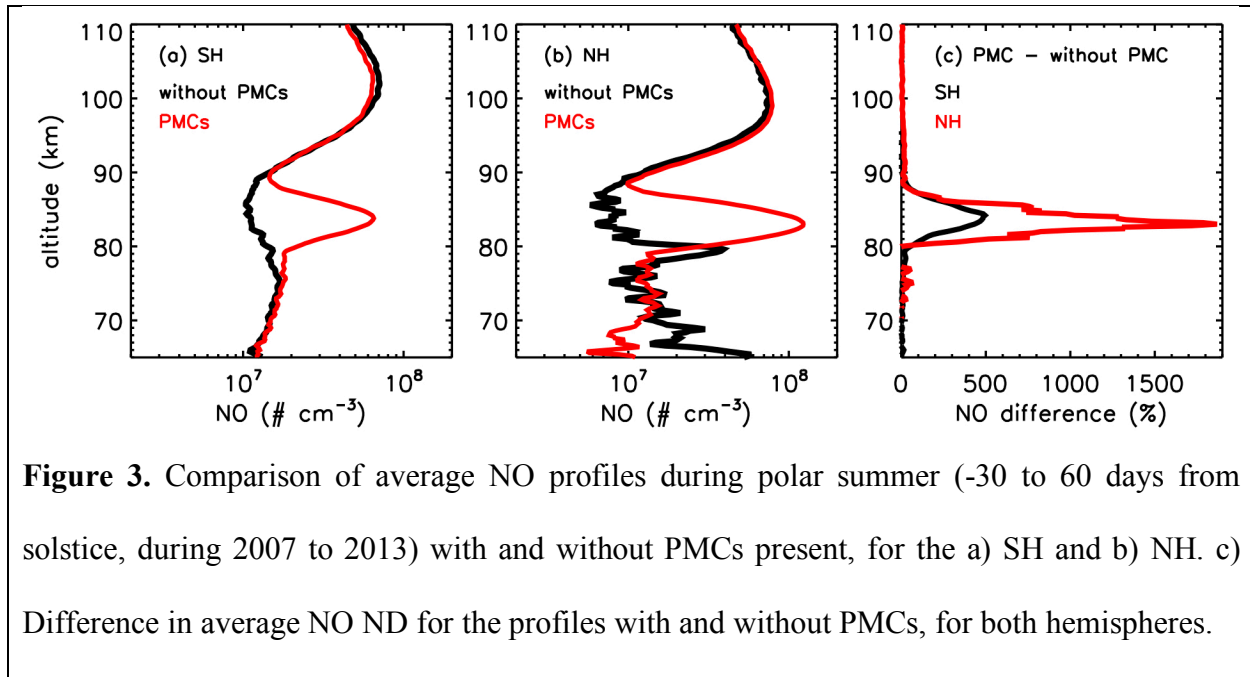 110
100
90
80
70
altitude (km)
(a) SH
without PMCs
PMCs
10⁷ 10⁸
NO (# cm⁻³)
110
100
90
80
70
(b) NH
without PMCs
PMCs
10⁷ 10⁸
NO (# cm⁻³)
110
100
90
80
70
(c) PMC – without PMC
SH
NH
0 500 1000 1500
NO difference (%)
Figure 3. Comparison of average NO profiles during polar summer (-30 to 60 days from
solstice, during 2007 to 2013) with and without PMCs present, for the a) SH and b) NH. c)
Difference in average NO ND for the profiles with and without PMCs, for both hemispheres.